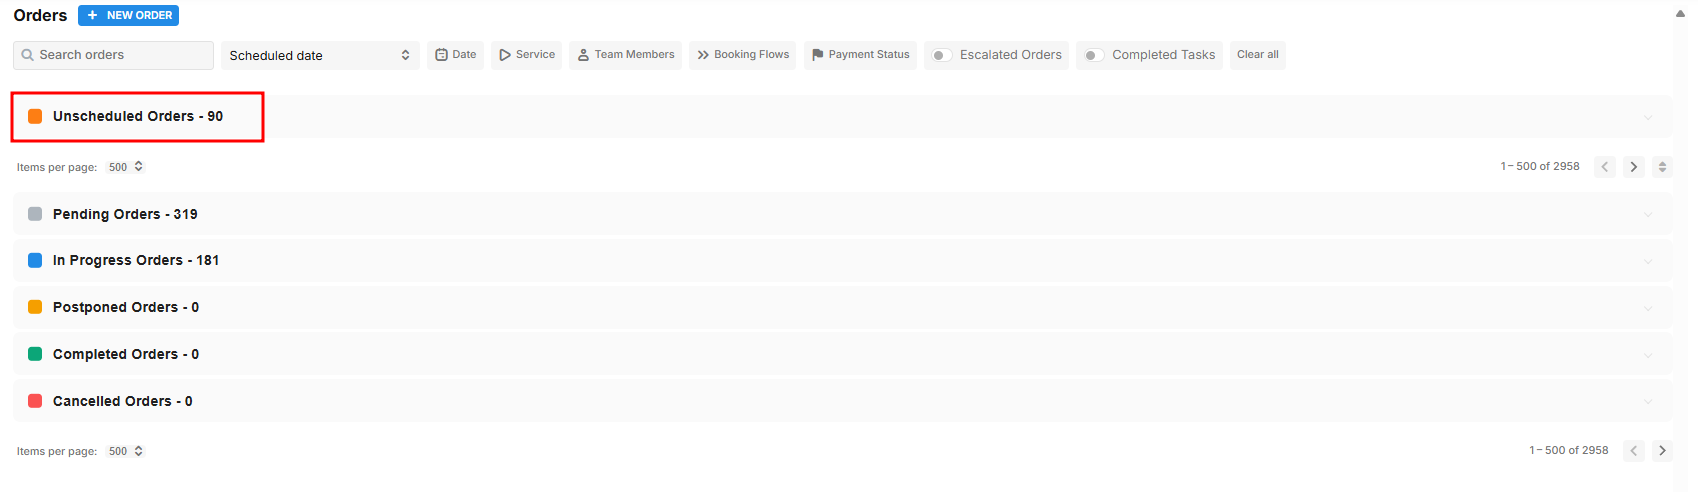 Orders + NEW ORDER
Search orders Scheduled date Date Service Team Members Booking Flows Payment Status Escalated Orders Completed Tasks Clear all
Unscheduled Orders - 90
Items per page: 500 1 – 500 of 2958
Pending Orders - 319
In Progress Orders - 181
Postponed Orders - 0
Completed Orders - 0
Cancelled Orders - 0
Items per page: 500 1 – 500 of 2958